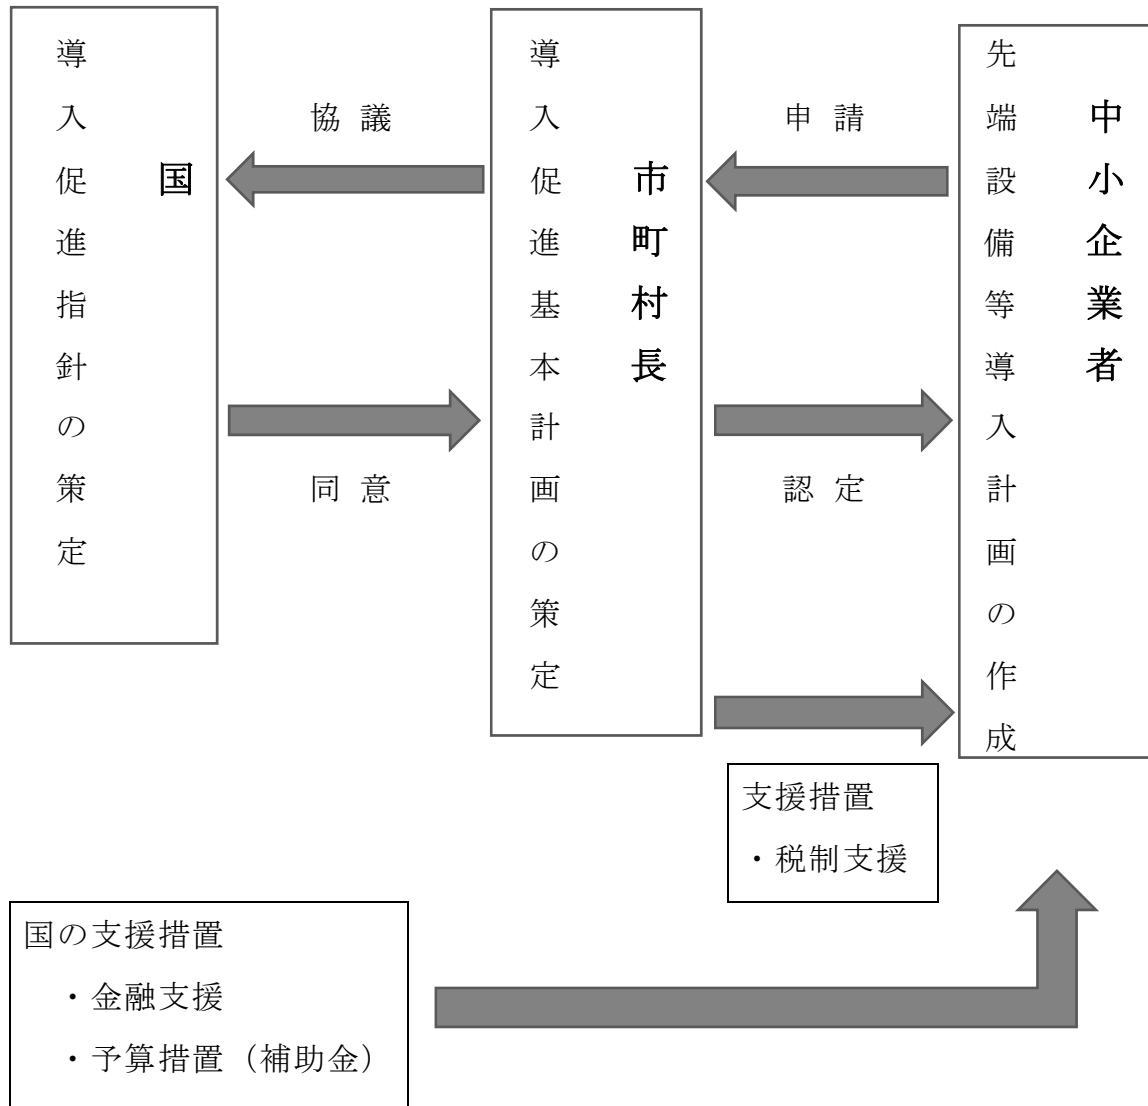 国
導入促進指針の策定
協議
同意
市町村長
導入促進基本計画の策定
申請
認定
中小企業者
先端設備等導入計画の作成
支援措置
・税制支援
国の支援措置
・金融支援
・予算措置（補助金）